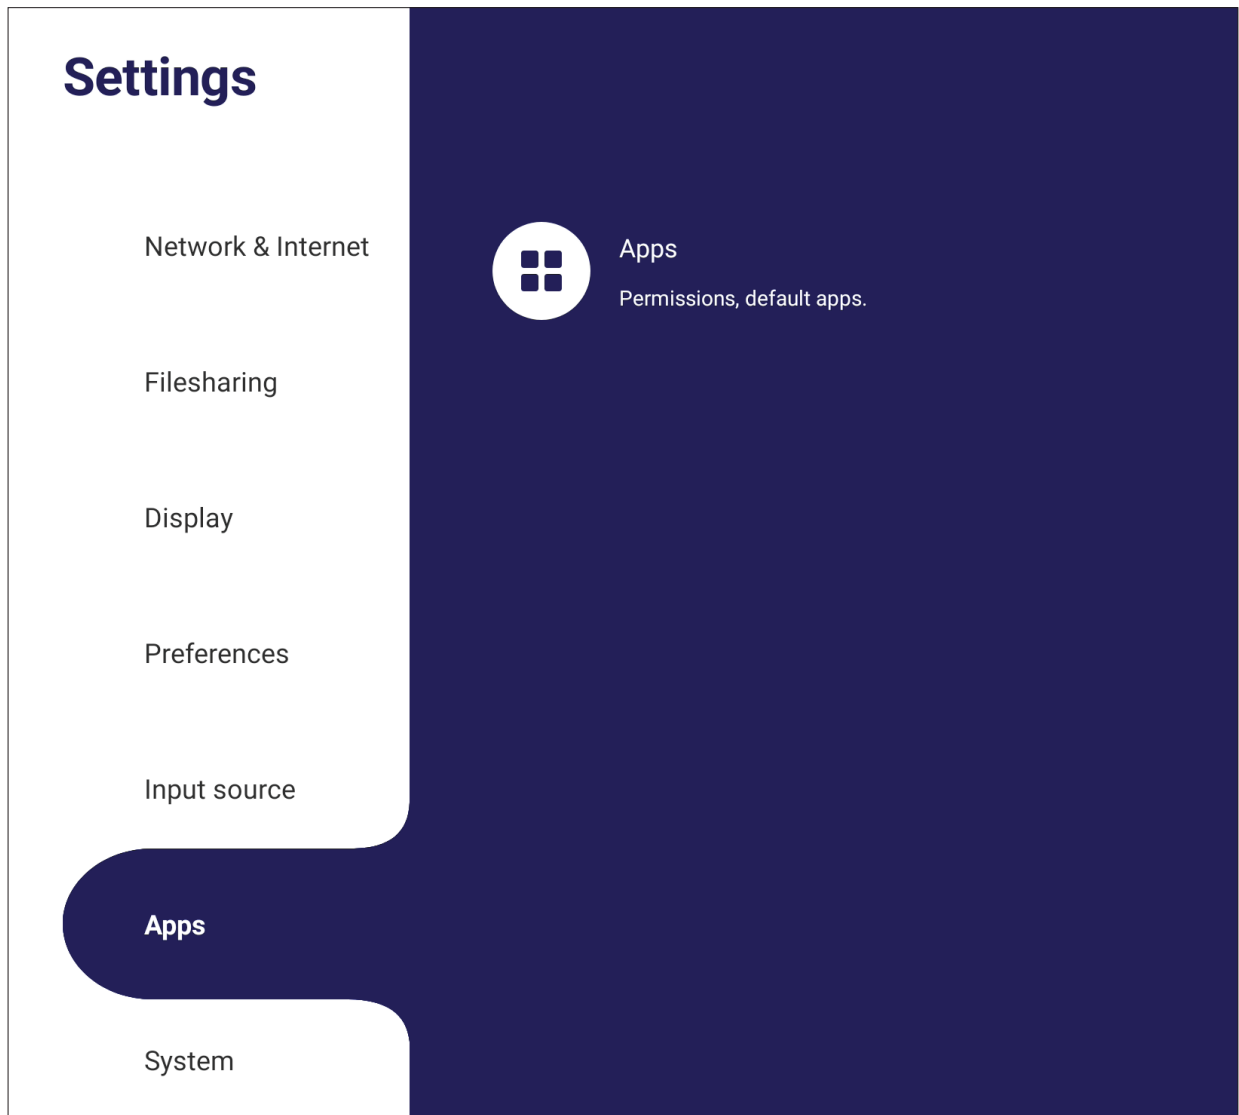 Settings
Network & Internet
Filesharing
Display
Preferences
Input source
Apps
System
Apps
Permissions, default apps.